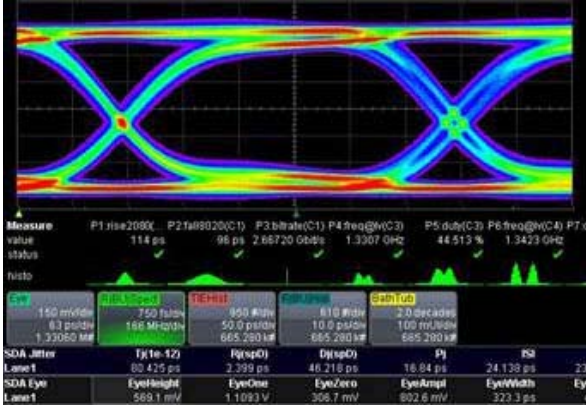 Measure P1:rise2080(... P2:fall8020(C1) P3:bitrate(C1) P4:freq@lv(C3) P5:duty(C3) P6:freq@lv(C4) P7:
value 114 ps 96 ps 2.66720 Gbit/s 1.3307 GHz 44.513 % 1.3423 GHz
status
histo
Eye RjBUjSpect TIEHist RjBUjHist BathTub
150 mV/div 750 fs/div 950 #/div 610 #/div 2.0 decades
83 ps/div 166 MHz/div 50.0 ps/div 10.0 ps/div 100 mUI/div
1.33060 M# 665.280 k# 665.280 k# 665.280 k#
SDA Jitter Tj(1e-12) Rj(spD) Dj(spD) Pj ISI
Lane1 80.425 ps 2.399 ps 46.218 ps 16.84 ps 24.138 ps 23
SDA Eye EyeHeight EyeOne EyeZero EyeAmpl EyeWidth Ey
Lane1 569.1 mV 1.1093 V 306.7 mV 802.6 mV 323.3 ps